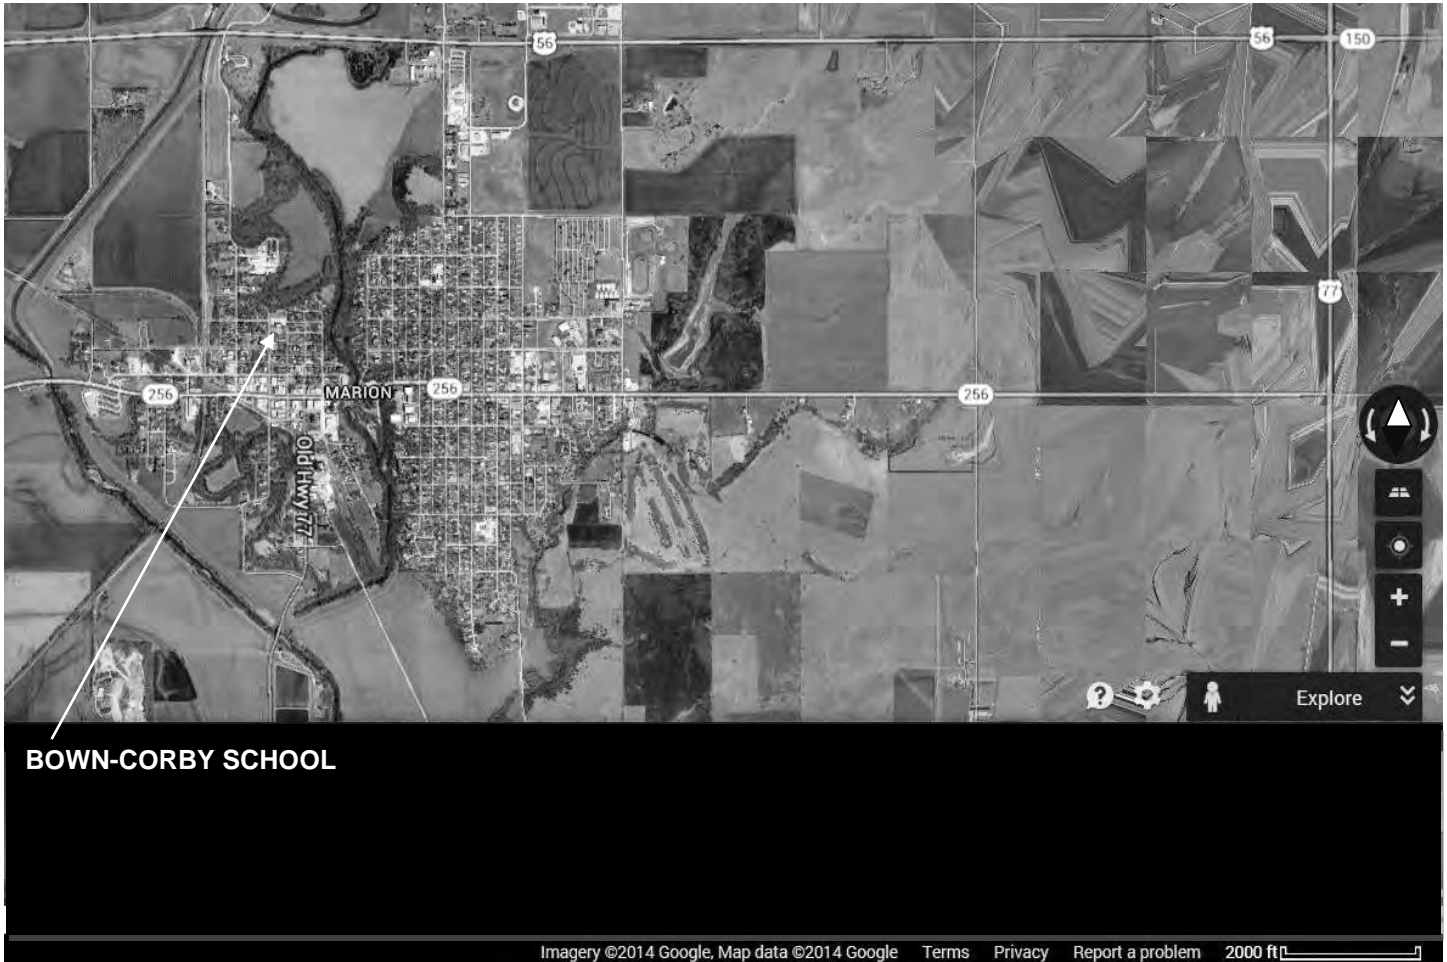 56
56
150
77
256
MARION
256
256
Old Hwy 77
?
+
−
Explore
BOWN-CORBY SCHOOL
Imagery ©2014 Google, Map data ©2014 Google Terms Privacy Report a problem 2000 ft